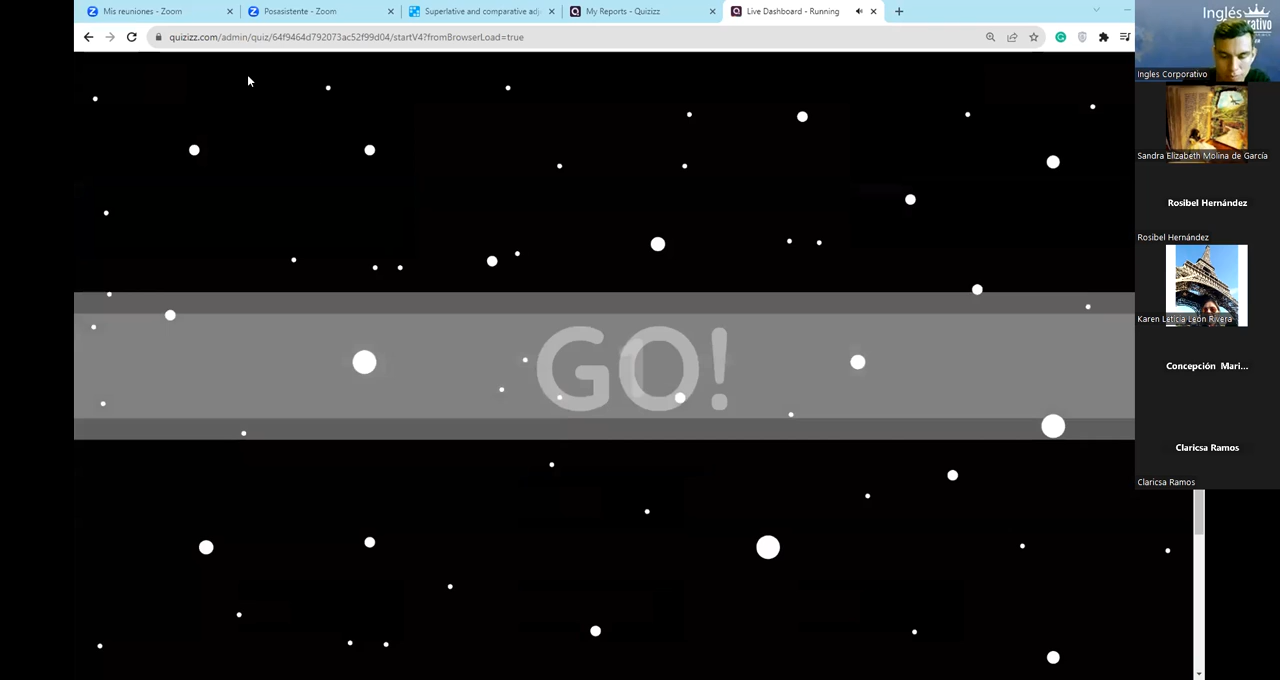 Mis reuniones - Zoom
Posasistente - Zoom
Superlative and comparative adj
My Reports - Quizizz
Live Dashboard - Running
quizizz.com/admin/quiz/64f9464d792073ac52f99d04/startV4?fromBrowserLoad=true
GO!
Inglés
Ingles Corporativo
Sandra Elizabeth Molina de García
Rosibel Hernández
Rosibel Hernández
Karen Leticia León Rivera
Concepción Mari...
Claricsa Ramos
Claricsa Ramos